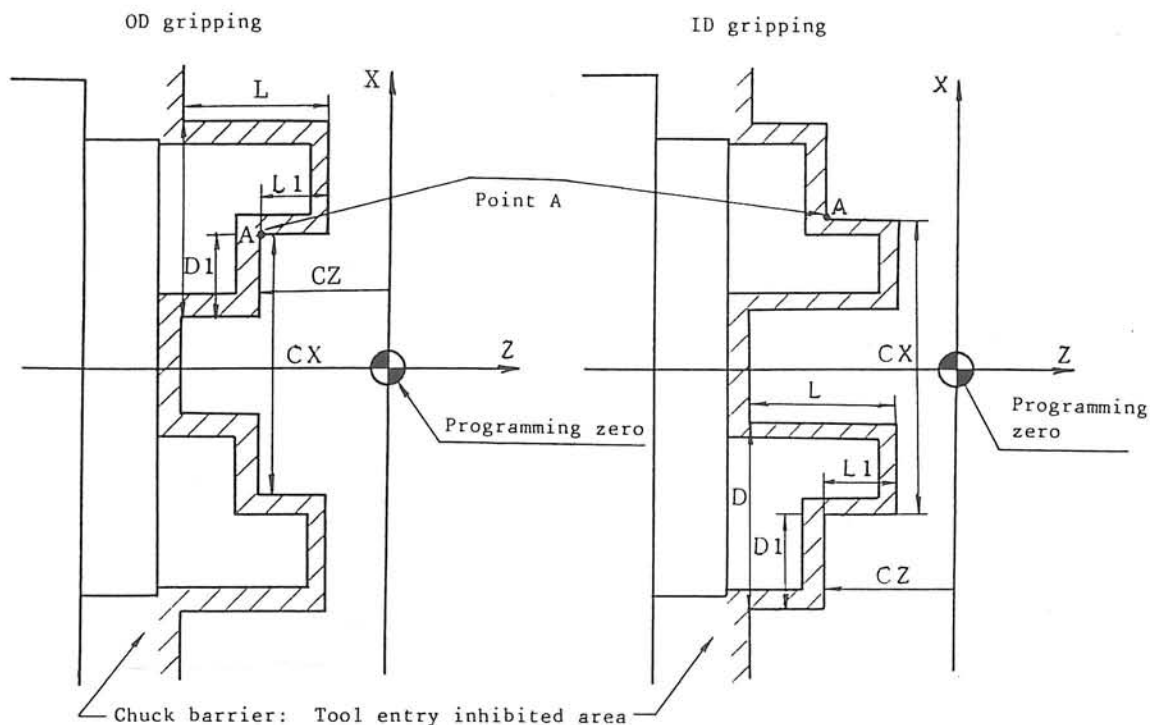 OD gripping
ID gripping
X
L
L1
A
D1
CZ
CX
Z
Programming zero
Point A
X
A
CX
Z
L
Programming
zero
L1
D
D1
CZ
Chuck barrier: Tool entry inhibited area